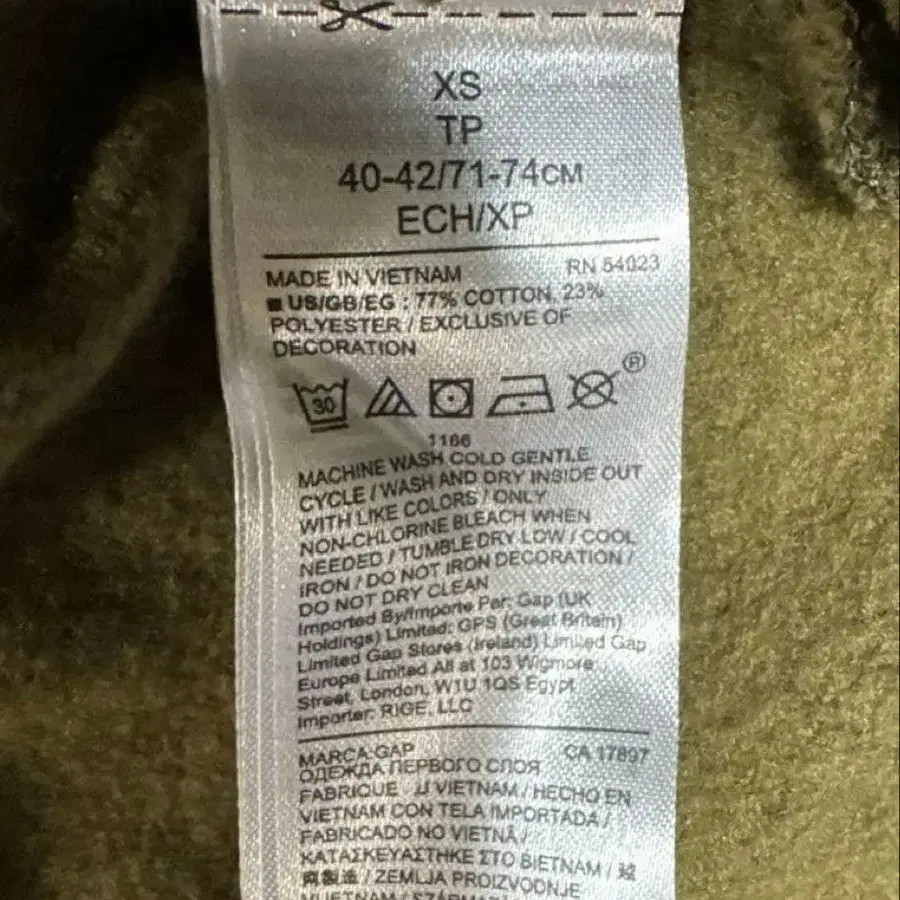 XS
TP
40-42/71-74CM
ECH/XP
MADE IN VIETNAM RN 54023
US/GB/EG : 77% COTTON, 23%
POLYESTER / EXCLUSIVE OF
DECORATION
30
®
1166
MACHINE WASH COLD GENTLE
CYCLE / WASH AND DRY INSIDE OUT
WITH LIKE COLORS / ONLY
NON-CHLORINE BLEACH WHEN
NEEDED / TUMBLE DRY LOW / COOL
IRON / DO NOT IRON DECORATION /
DO NOT DRY CLEAN
Imported By/Importe Par: Gap (UK
Holdings) Limited: GPS (Great Britain)
Limited Gap Stores (Ireland) Limited Gap
Europe Limited All at 103 Wigmore
Street, London, W1U 1QS Egypt
Importer: RIGE, LLC
MARCA GAP CA 17897
ОДЕЖДА ПЕРВОГО СЛОЯ
FABRIQUE VIETNAM / HECHO EN
VIETNAM CON TELA IMPORTADA /
FABRICADO NO VIETNÃ /
ΚΑΤΑΣΚΕΥΑΣΤΗΚΕ ΣΤΟ ΒΙΕΤΝΑΜ / 越
南製造 / ZEMLJA PROIZVODNJE